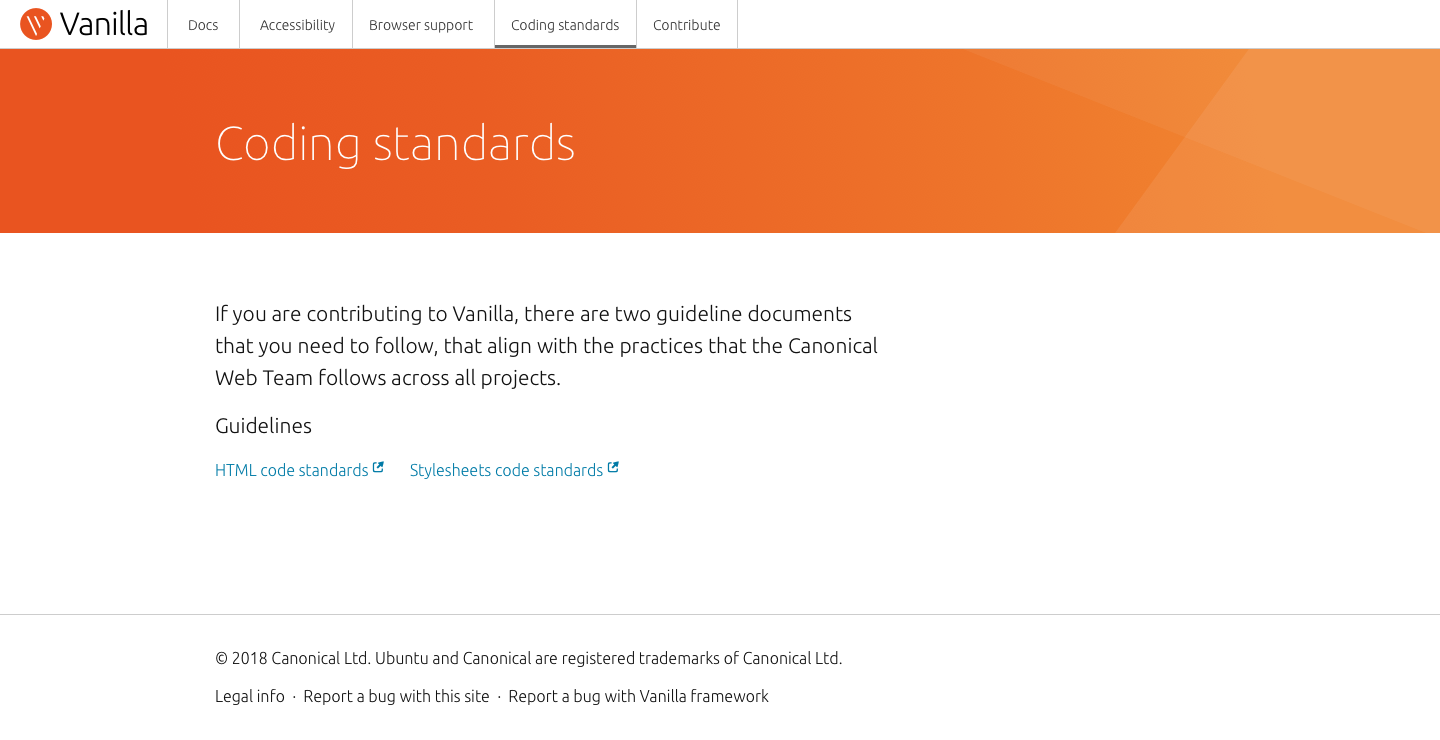 Vanilla Docs Accessibility Browser support Coding standards Contribute
Coding standards
If you are contributing to Vanilla, there are two guideline documents
that you need to follow, that align with the practices that the Canonical
Web Team follows across all projects.
Guidelines
HTML code standards Stylesheets code standards
© 2018 Canonical Ltd. Ubuntu and Canonical are registered trademarks of Canonical Ltd.
Legal info · Report a bug with this site · Report a bug with Vanilla framework